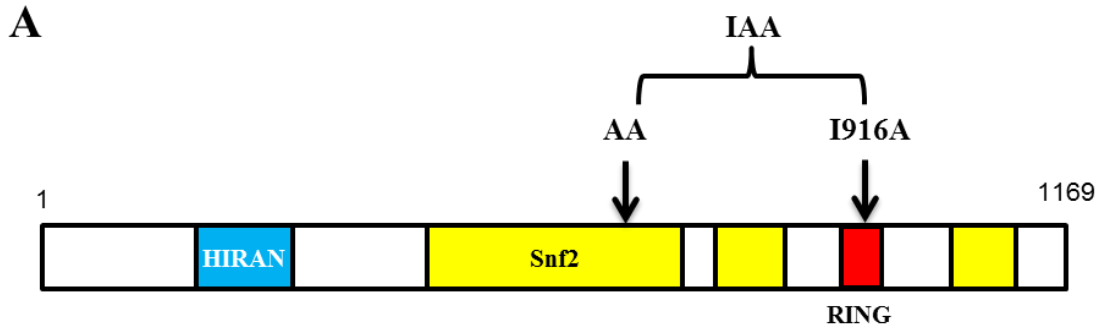 A
IAA
AA
I916A
1
1169
HIRAN
Snf2
RING